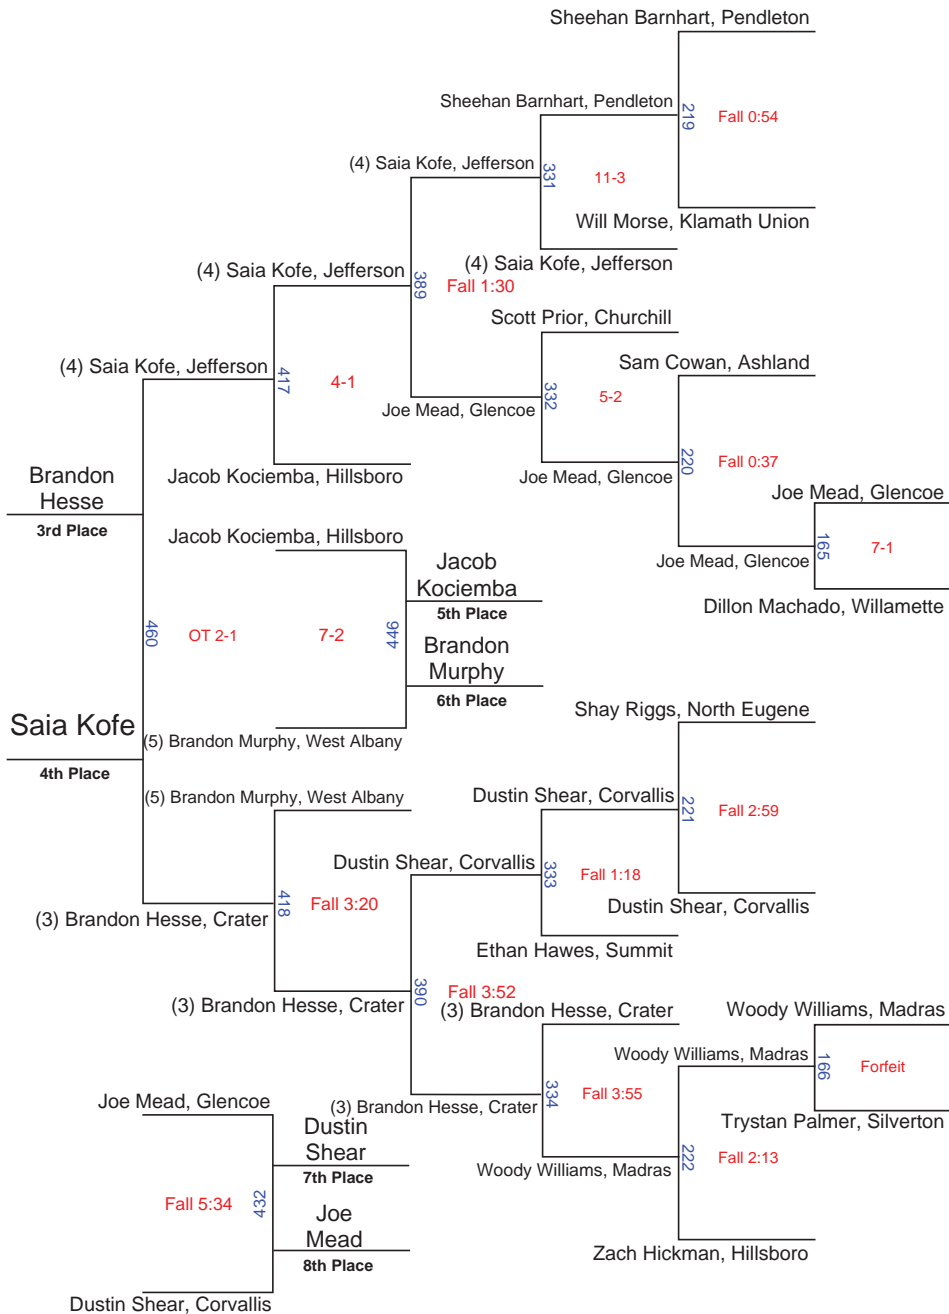 Sheehan Barnhart, Pendleton
Sheehan Barnhart, Pendleton
219
Fall 0:54
(4) Saia Kofe, Jefferson
331
11-3
Will Morse, Klamath Union
(4) Saia Kofe, Jefferson
(4) Saia Kofe, Jefferson
389
Fall 1:30
Scott Prior, Churchill
Sam Cowan, Ashland
(4) Saia Kofe, Jefferson
417
4-1
332
5-2
Joe Mead, Glencoe
220
Fall 0:37
Jacob Kociemba, Hillsboro
Joe Mead, Glencoe
Brandon
Hesse
3rd Place
Joe Mead, Glencoe
165
7-1
Joe Mead, Glencoe
Dillon Machado, Willamette
Jacob Kociemba, Hillsboro
Jacob
Kociemba
5th Place
460
OT 2-1
7-2
446
Brandon
Murphy
6th Place
Saia Kofe
4th Place
(5) Brandon Murphy, West Albany
Shay Riggs, North Eugene
(5) Brandon Murphy, West Albany
Dustin Shear, Corvallis
221
Fall 2:59
Dustin Shear, Corvallis
333
Fall 1:18
418
Fall 3:20
(3) Brandon Hesse, Crater
Dustin Shear, Corvallis
Ethan Hawes, Summit
(3) Brandon Hesse, Crater
390
Fall 3:52
(3) Brandon Hesse, Crater
Woody Williams, Madras
Woody Williams, Madras
166
Forfeit
(3) Brandon Hesse, Crater
334
Fall 3:55
Trystan Palmer, Silverton
Woody Williams, Madras
222
Fall 2:13
Zach Hickman, Hillsboro
Joe Mead, Glencoe
Dustin
Shear
7th Place
Fall 5:34
432
Joe
Mead
8th Place
Dustin Shear, Corvallis